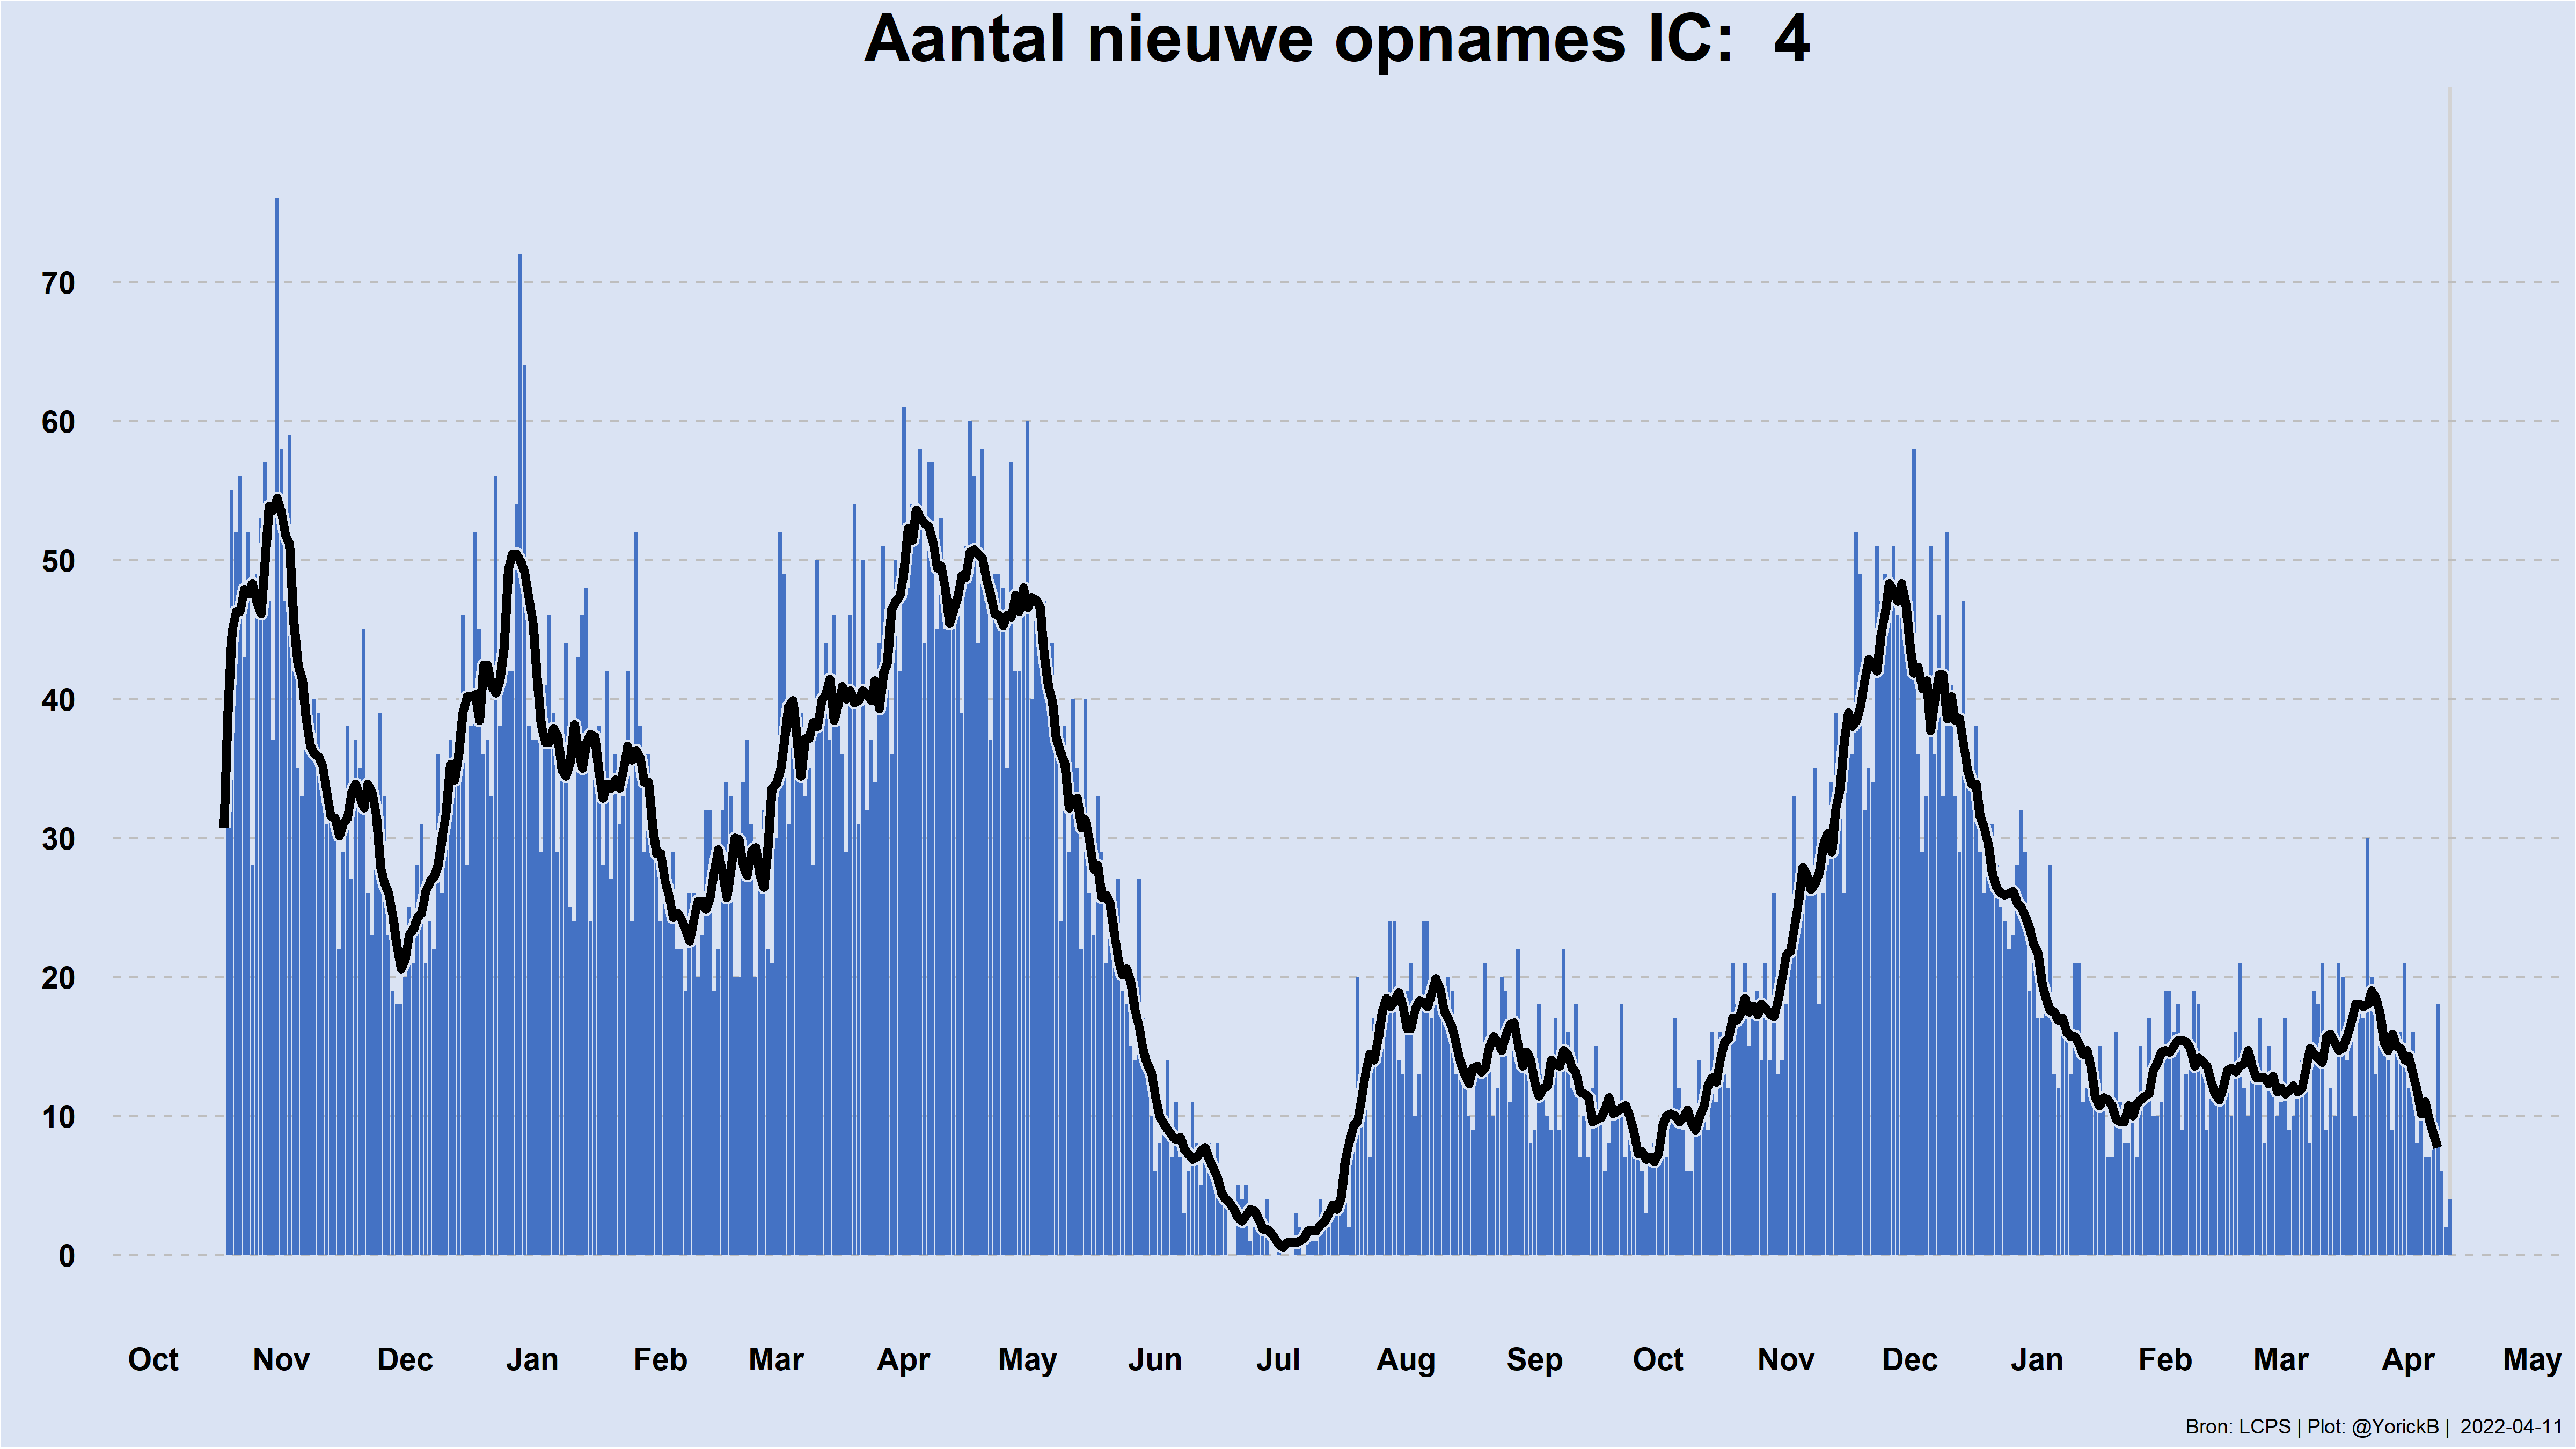 Aantal nieuwe opnames IC: 4
70
60
50
40
30
20
10
0
Oct Nov Dec Jan Feb Mar Apr May Jun Jul Aug Sep Oct Nov Dec Jan Feb Mar Apr May
Bron: LCPS | Plot: @YorickB | 2022-04-11